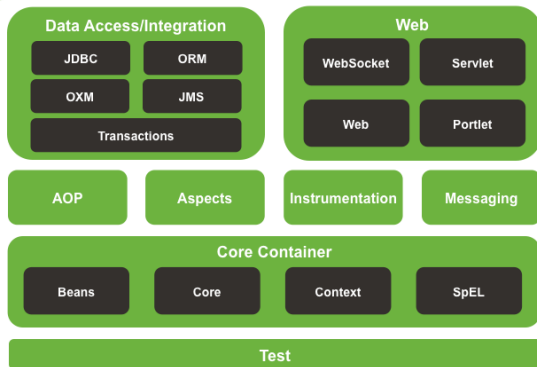 Data Access/Integration
JDBC
ORM
OXM
JMS
Transactions
Web
WebSocket
Servlet
Web
Portlet
AOP
Aspects
Instrumentation
Messaging
Core Container
Beans
Core
Context
SpEL
Test